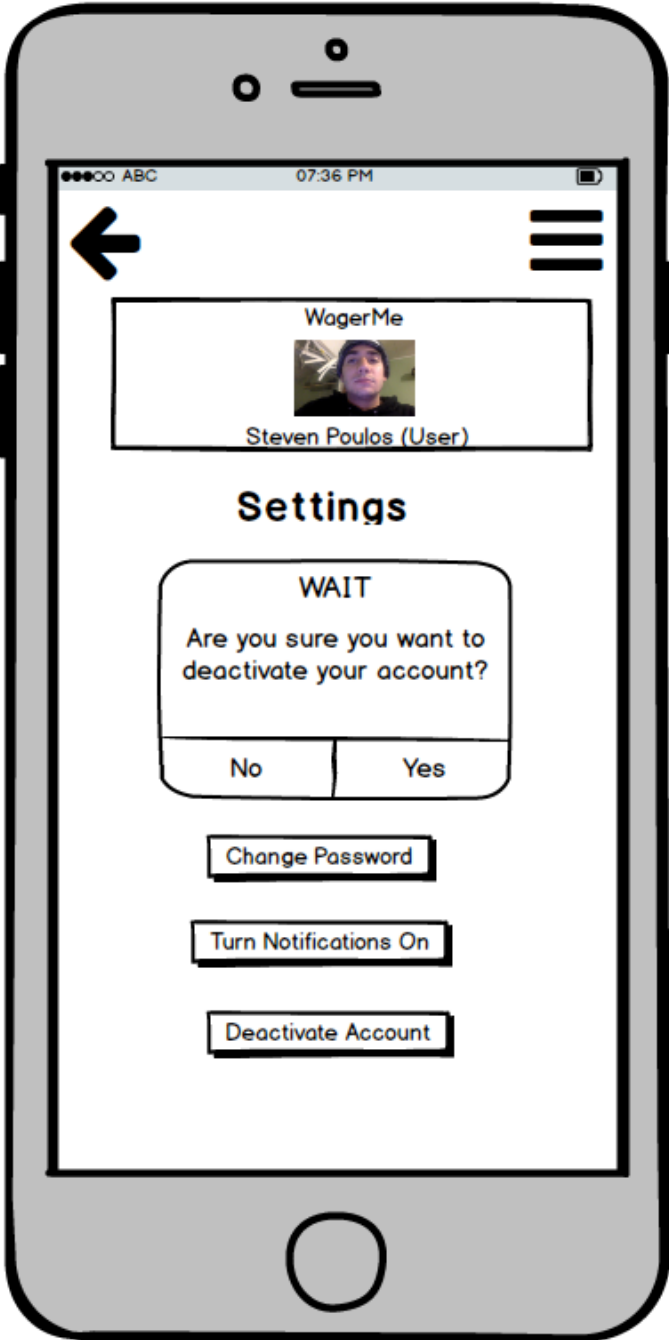 ABC 07:36 PM
WagerMe
Steven Poulos (User)
Settings
WAIT
Are you sure you want to
deactivate your account?
No Yes
Change Password
Turn Notifications On
Deactivate Account